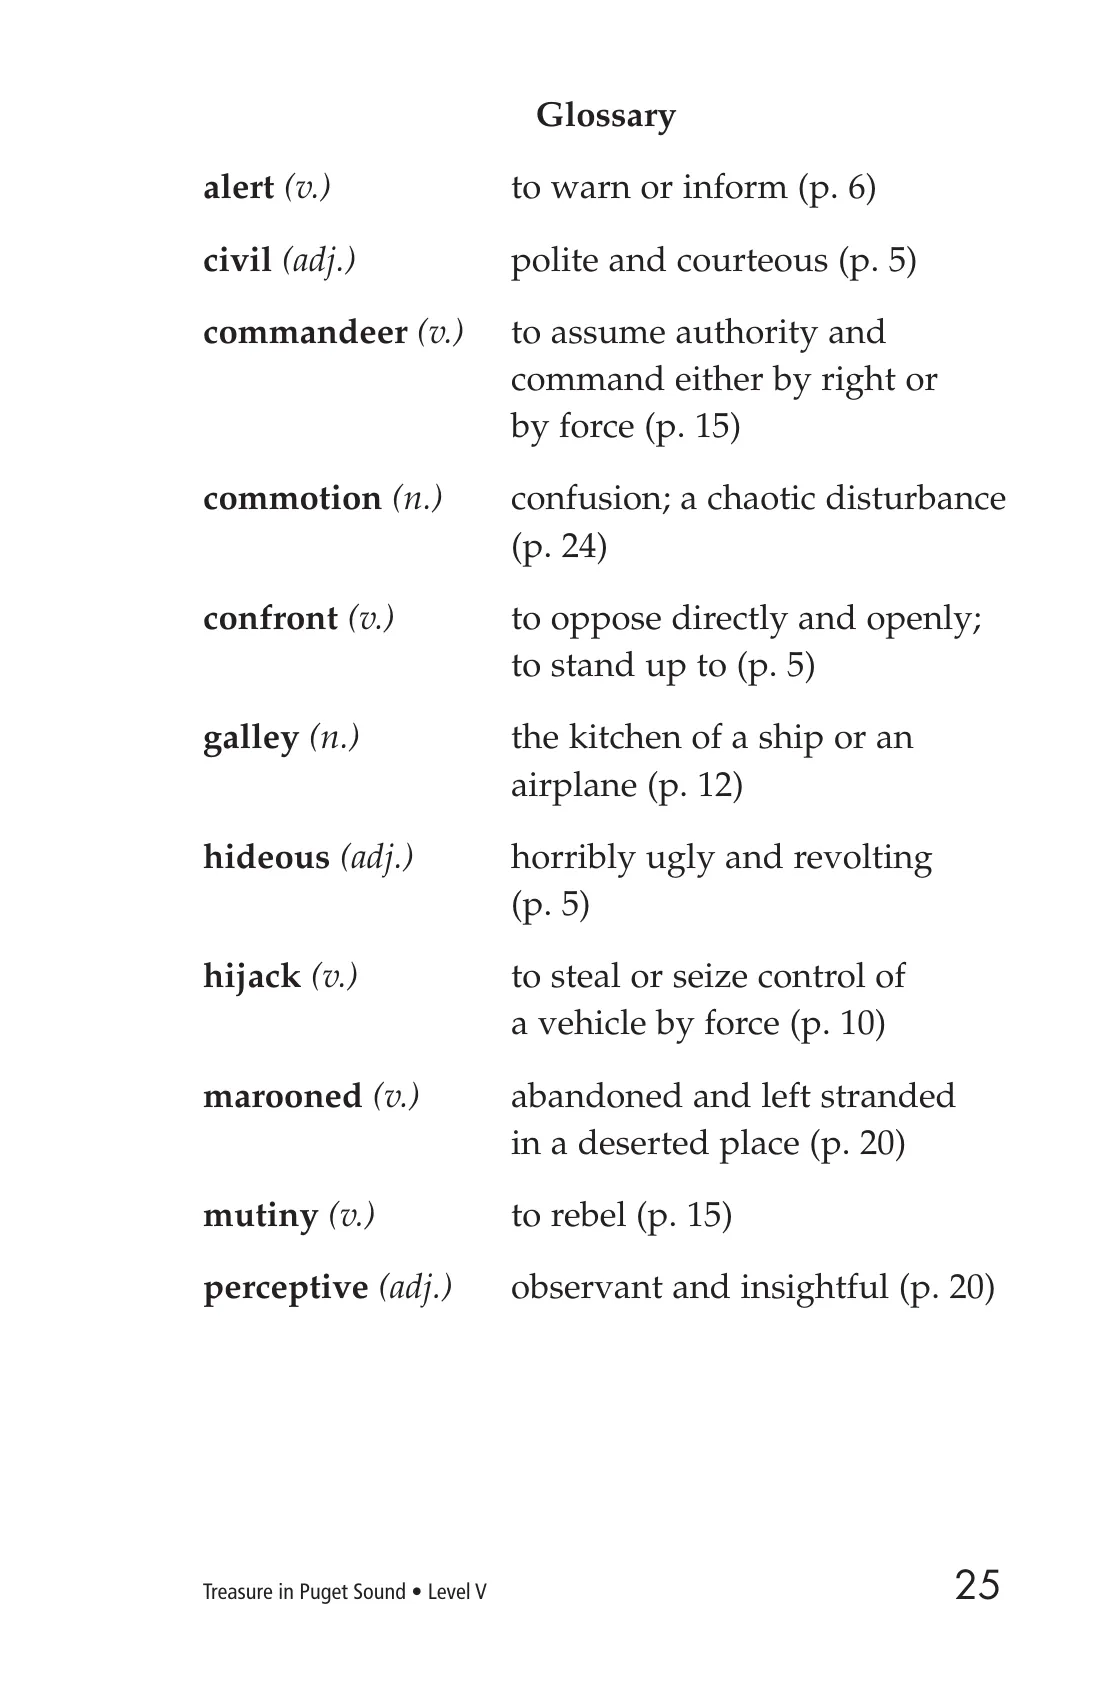 Glossary
alert (v.) to warn or inform (p. 6)
civil (adj.) polite and courteous (p. 5)
commandeer (v.) to assume authority and
command either by right or
by force (p. 15)
commotion (n.) confusion; a chaotic disturbance
(p. 24)
confront (v.) to oppose directly and openly;
to stand up to (p. 5)
galley (n.) the kitchen of a ship or an
airplane (p. 12)
hideous (adj.) horribly ugly and revolting
(p. 5)
hijack (v.) to steal or seize control of
a vehicle by force (p. 10)
marooned (v.) abandoned and left stranded
in a deserted place (p. 20)
mutiny (v.) to rebel (p. 15)
perceptive (adj.) observant and insightful (p. 20)
Treasure in Puget Sound • Level V 25